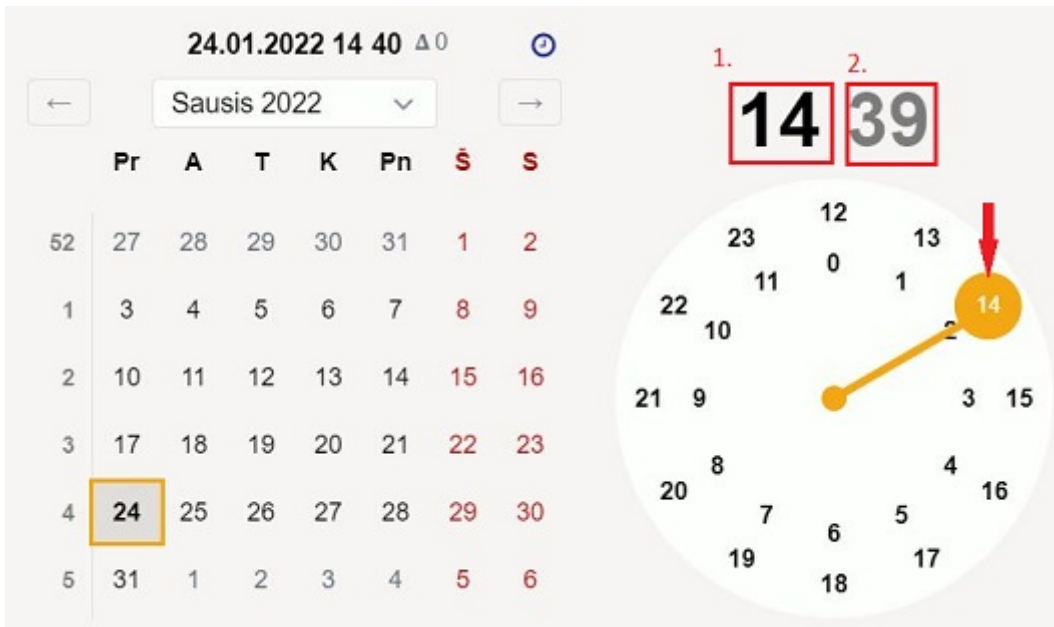 24.01.2022 14 40 Δ0
← Sausis 2022 →
Pr A T K Pn Š S
52 27 28 29 30 31 1 2
1 3 4 5 6 7 8 9
2 10 11 12 13 14 15 16
3 17 18 19 20 21 22 23
4 24 25 26 27 28 29 30
5 31 1 2 3 4 5 6
1. 2.
14 39
12
23 13
0
11 1
22 14
10 2
21 9 3 15
8 4
20 16
7 5
6
19 17
18